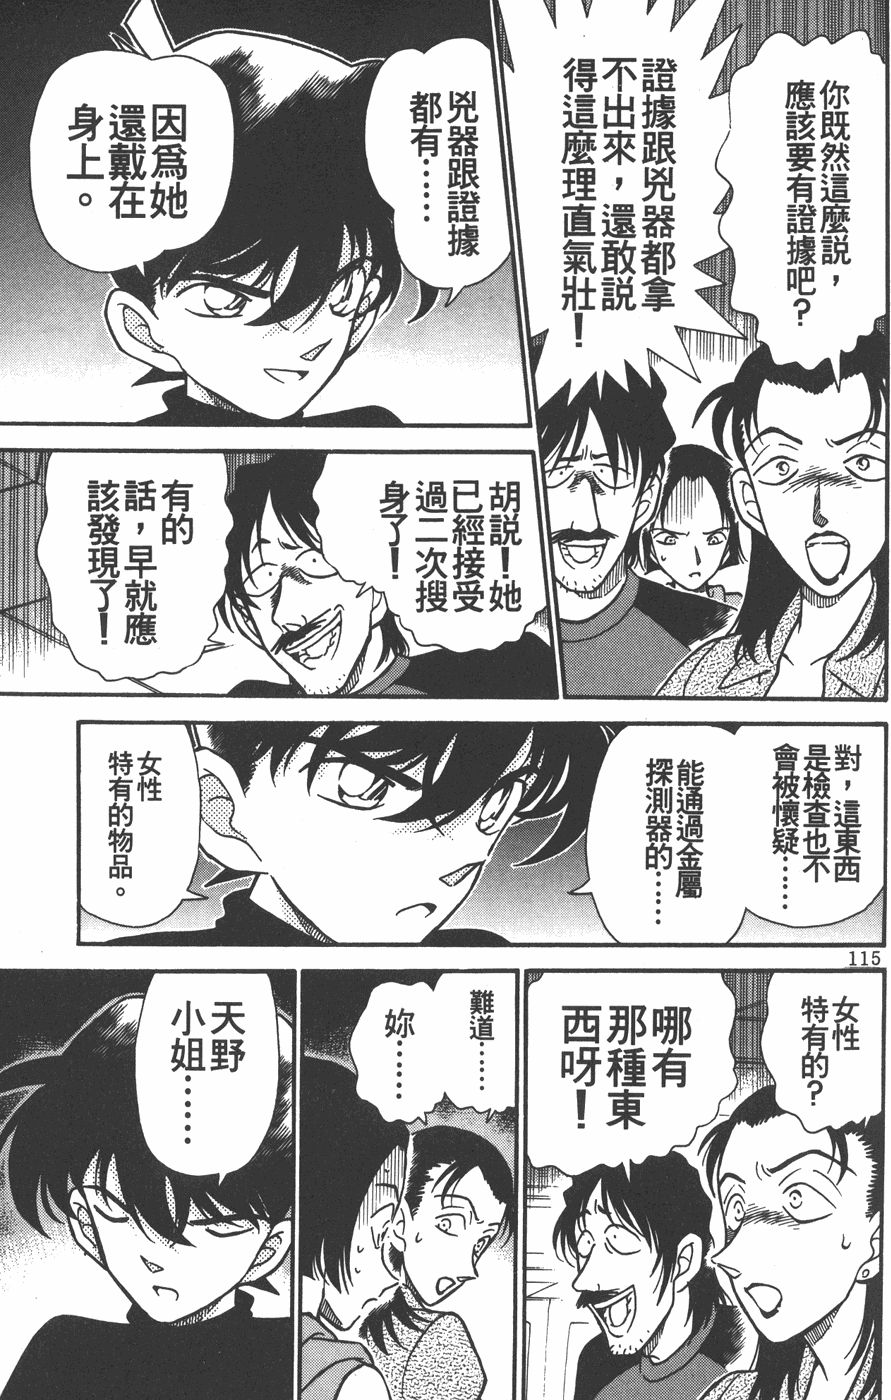 你既然這麼説，
應該要有證據吧？
證據跟兇器都拿
不出來，還敢説
得這麼理直氣壯！
兇器跟證據
都有……
因爲她
還戴在
身上。
胡説！她
已經接受
過二次搜
身了！
有的
話，早就應
該發現了！
對，這東西
是檢查也不
會被懷疑……
能通過金屬
探測器的……
女性
特有的物品。
115
女性
特有的？
哪有
那種東
西呀！
難道……
妳……
天野
小姐……